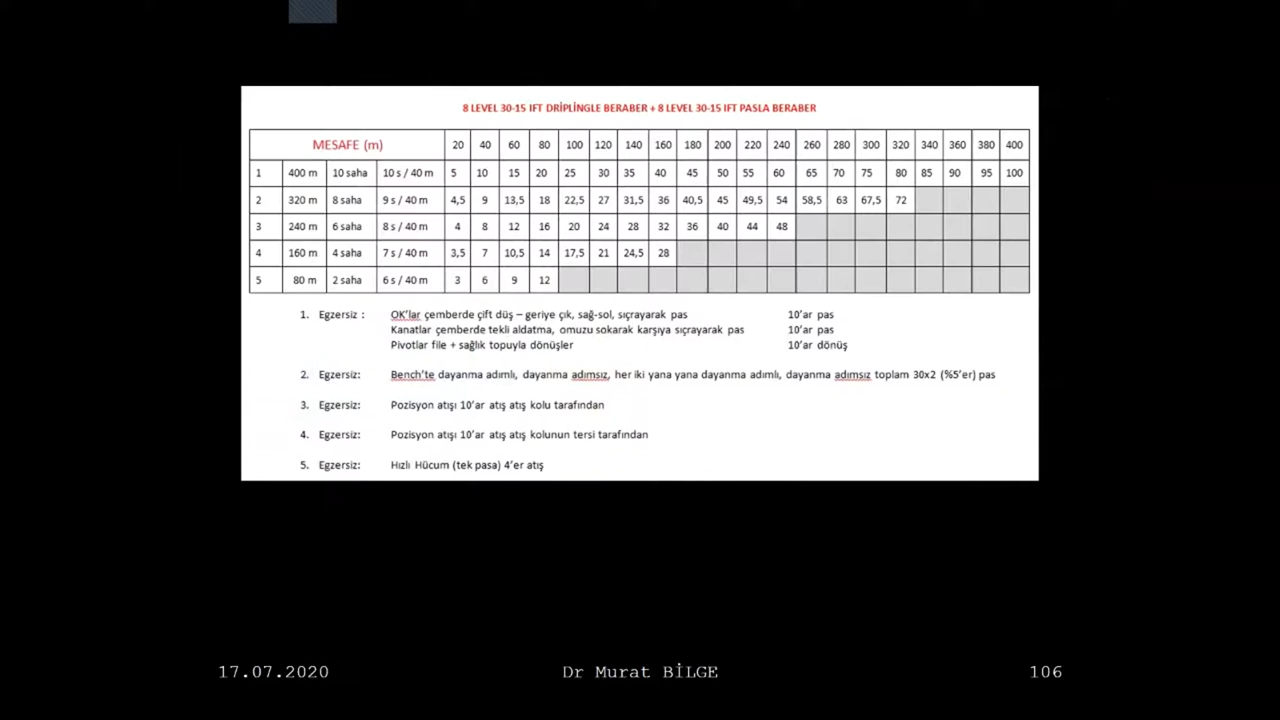 8 LEVEL 30-15 IFT DRİPLİNGLE BERABER + 8 LEVEL 30-15 IFT PASLA BERABER
MESAFE (m) 20 40 60 80 100 120 140 160 180 200 220 240 260 280 300 320 340 360 380 400
1 400 m 10 saha 10 s / 40 m 5 10 15 20 25 30 35 40 45 50 55 60 65 70 75 80 85 90 95 100
2 320 m 8 saha 9 s / 40 m 4,5 9 13,5 18 22,5 27 31,5 36 40,5 45 49,5 54 58,5 63 67,5 72
3 240 m 6 saha 8 s / 40 m 4 8 12 16 20 24 28 32 36 40 44 48
4 160 m 4 saha 7 s / 40 m 3,5 7 10,5 14 17,5 21 24,5 28
5 80 m 2 saha 6 s / 40 m 3 6 9 12
1. Egzersiz : OK'lar çemberde çift düş – geriye çık, sağ-sol, sıçrayarak pas 10'ar pas
Kanatlar çemberde tekli aldatma, omuzu sokarak karşıya sıçrayarak pas 10'ar pas
Pivotlar file + sağlık topuyla dönüşler 10'ar dönüş
2. Egzersiz: Bench'te dayanma adımlı, dayanma adımsız, her iki yana yana dayanma adımlı, dayanma adımsız toplam 30x2 (%5'er) pas
3. Egzersiz: Pozisyon atışı 10'ar atış atış kolu tarafından
4. Egzersiz: Pozisyon atışı 10'ar atış atış kolunun tersi tarafından
5. Egzersiz: Hızlı Hücum (tek pasa) 4'er atış
17.07.2020 Dr Murat BİLGE 106